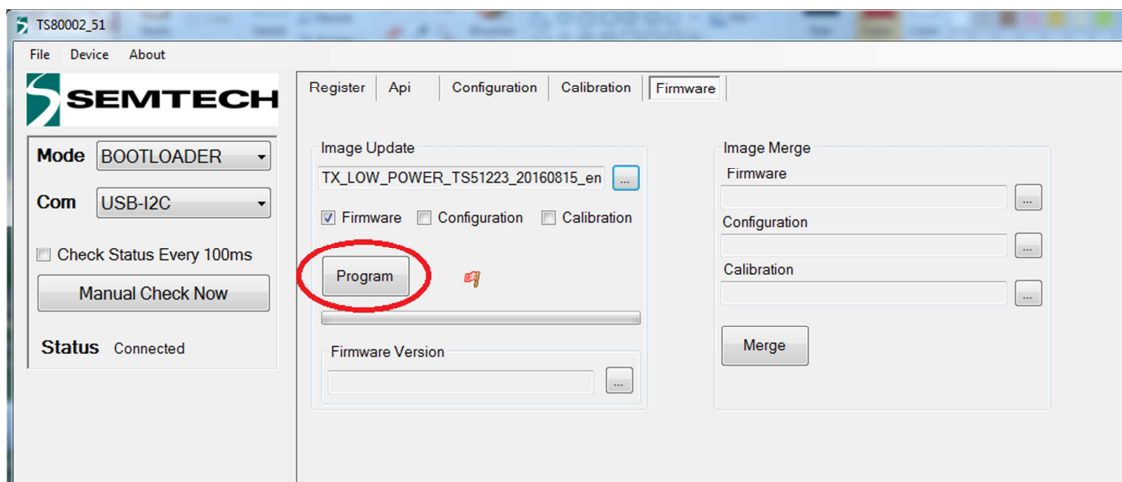 TS80002_51
File Device About
SEMTECH
Mode BOOTLOADER
Com USB-I2C
Check Status Every 100ms
Manual Check Now
Status Connected
Register Api Configuration Calibration Firmware
Image Update
TX_LOW_POWER_TS51223_20160815_en ...
Firmware Configuration Calibration
Program
Firmware Version
...
Image Merge
Firmware
...
Configuration
...
Calibration
...
Merge